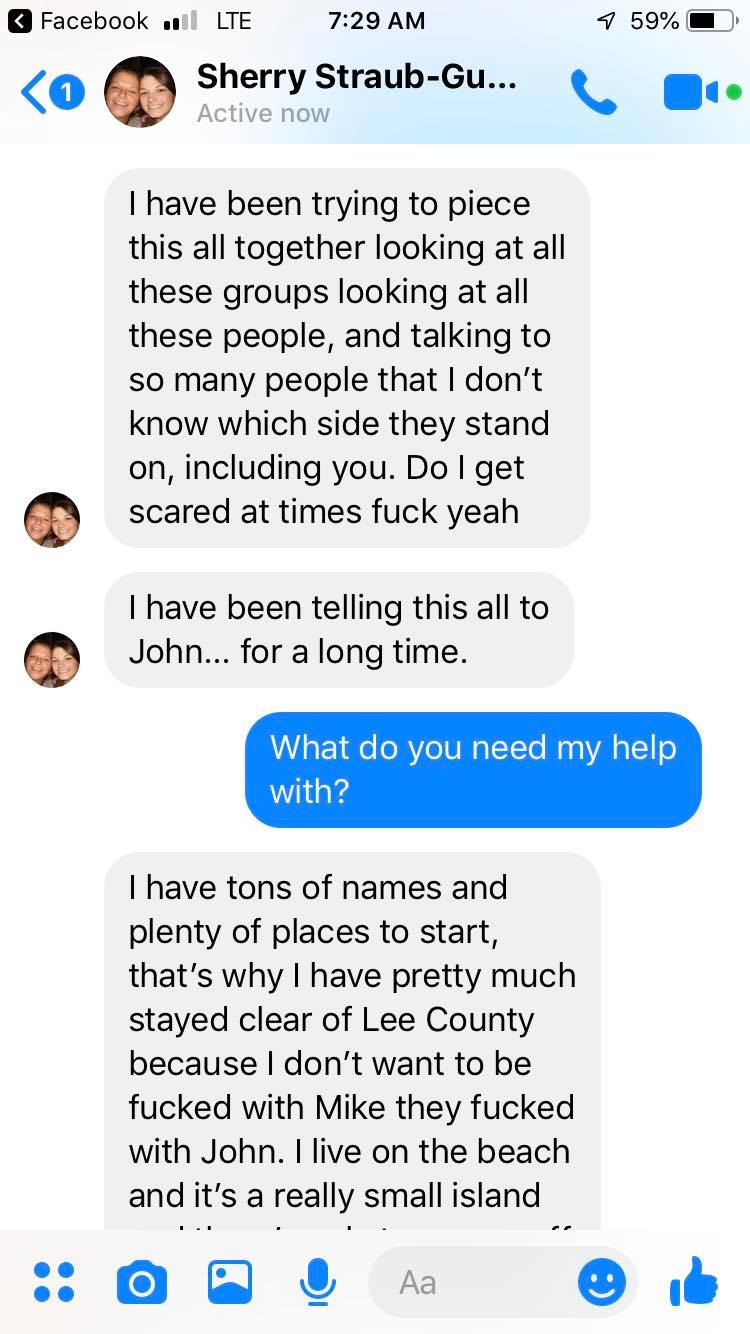 Facebook LTE 7:29 AM 59%
1 Sherry Straub-Gu...
Active now
I have been trying to piece
this all together looking at all
these groups looking at all
these people, and talking to
so many people that I don't
know which side they stand
on, including you. Do I get
scared at times fuck yeah
I have been telling this all to
John... for a long time.
What do you need my help
with?
I have tons of names and
plenty of places to start,
that's why I have pretty much
stayed clear of Lee County
because I don't want to be
fucked with Mike they fucked
with John. I live on the beach
and it's a really small island
Aa